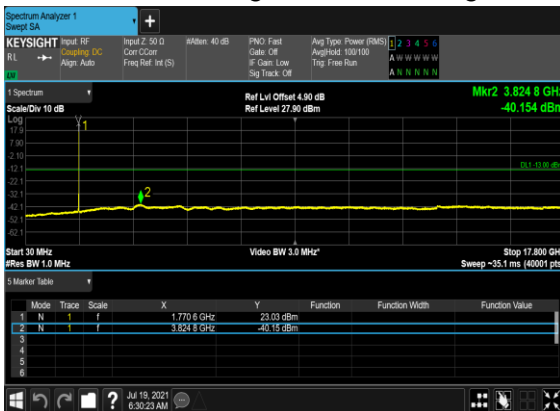 Spectrum Analyzer 1
Swept SA
KEYSIGHT Input: RF Input Z: 50 Ω #Atten: 40 dB PNO: Fast Avg Type: Power (RMS) 1 2 3 4 5 6
RL Coupling: DC Corr CCorr Gate: Off Avg|Hold: 100/100 A W W W W W
Align: Auto Freq Ref: Int (S) IF Gain: Low Trig: Free Run
LV Sig Track: Off A N N N N N
1 Spectrum Ref Lvl Offset 4.90 dB Mkr2 3.824 8 GHz
Scale/Div 10 dB Ref Level 27.90 dBm -40.154 dBm
Log
1
17.9
7.90
-2.10
-12.1 DL1 -13.00 dBm
-22.1
-32.1 2
-42.1
-52.1
-62.1
Start 30 MHz Video BW 3.0 MHz* Stop 17.800 GHz
#Res BW 1.0 MHz Sweep ~35.1 ms (40001 pts)
5 Marker Table
Mode Trace Scale X Y Function Function Width Function Value
1 N 1 f 1.770 6 GHz 23.03 dBm
2 N 1 f 3.824 8 GHz -40.15 dBm
3
4
5
6
? Jul 19, 2021
6:30:23 AM